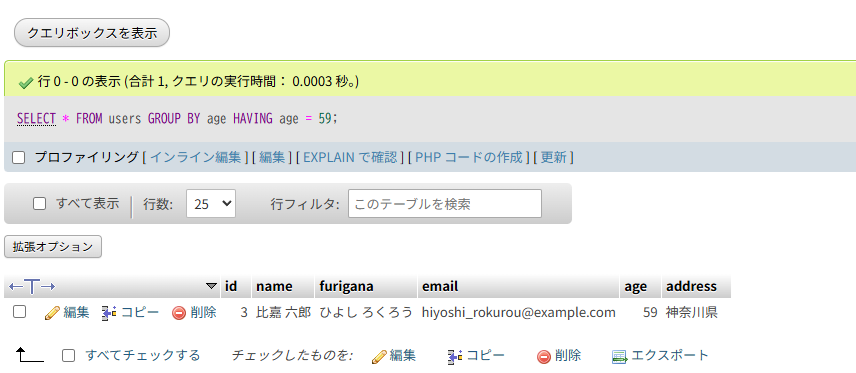 クエリボックスを表示
行 0 - 0 の表示 (合計 1, クエリの実行時間： 0.0003 秒。)
SELECT * FROM users GROUP BY age HAVING age = 59;
プロファイリング [ インライン編集 ] [ 編集 ] [ EXPLAIN で確認 ] [ PHP コードの作成 ] [ 更新 ]
すべて表示 行数: 25 行フィルタ: このテーブルを検索
拡張オプション
←T→ id name furigana email age address
編集 コピー 削除 3 比嘉 六郎 ひよし ろくろう hiyoshi_rokurou@example.com 59 神奈川県
すべてチェックする チェックしたものを: 編集 コピー 削除 エクスポート